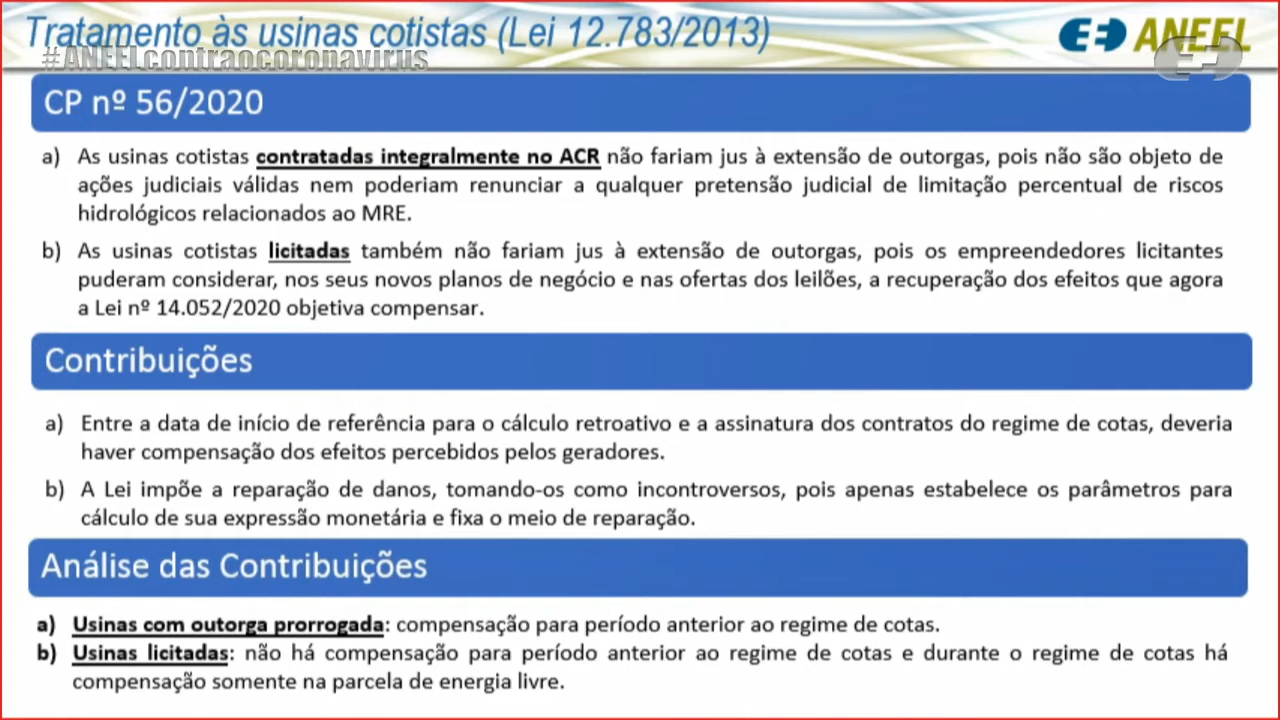 Tratamento às usinas cotistas (Lei 12.783/2013)
ANEEL
#ANEELcontraocoronavirus
CP nº 56/2020
a) As usinas cotistas contratadas integralmente no ACR não fariam jus à extensão de outorgas, pois não são objeto de
ações judiciais válidas nem poderiam renunciar a qualquer pretensão judicial de limitação percentual de riscos
hidrológicos relacionados ao MRE.
b) As usinas cotistas licitadas também não fariam jus à extensão de outorgas, pois os empreendedores licitantes
puderam considerar, nos seus novos planos de negócio e nas ofertas dos leilões, a recuperação dos efeitos que agora
a Lei nº 14.052/2020 objetiva compensar.
Contribuições
a) Entre a data de início de referência para o cálculo retroativo e a assinatura dos contratos do regime de cotas, deveria
haver compensação dos efeitos percebidos pelos geradores.
b) A Lei impõe a reparação de danos, tomando-os como incontroversos, pois apenas estabelece os parâmetros para
cálculo de sua expressão monetária e fixa o meio de reparação.
Análise das Contribuições
a) Usinas com outorga prorrogada: compensação para período anterior ao regime de cotas.
b) Usinas licitadas: não há compensação para período anterior ao regime de cotas e durante o regime de cotas há
compensação somente na parcela de energia livre.